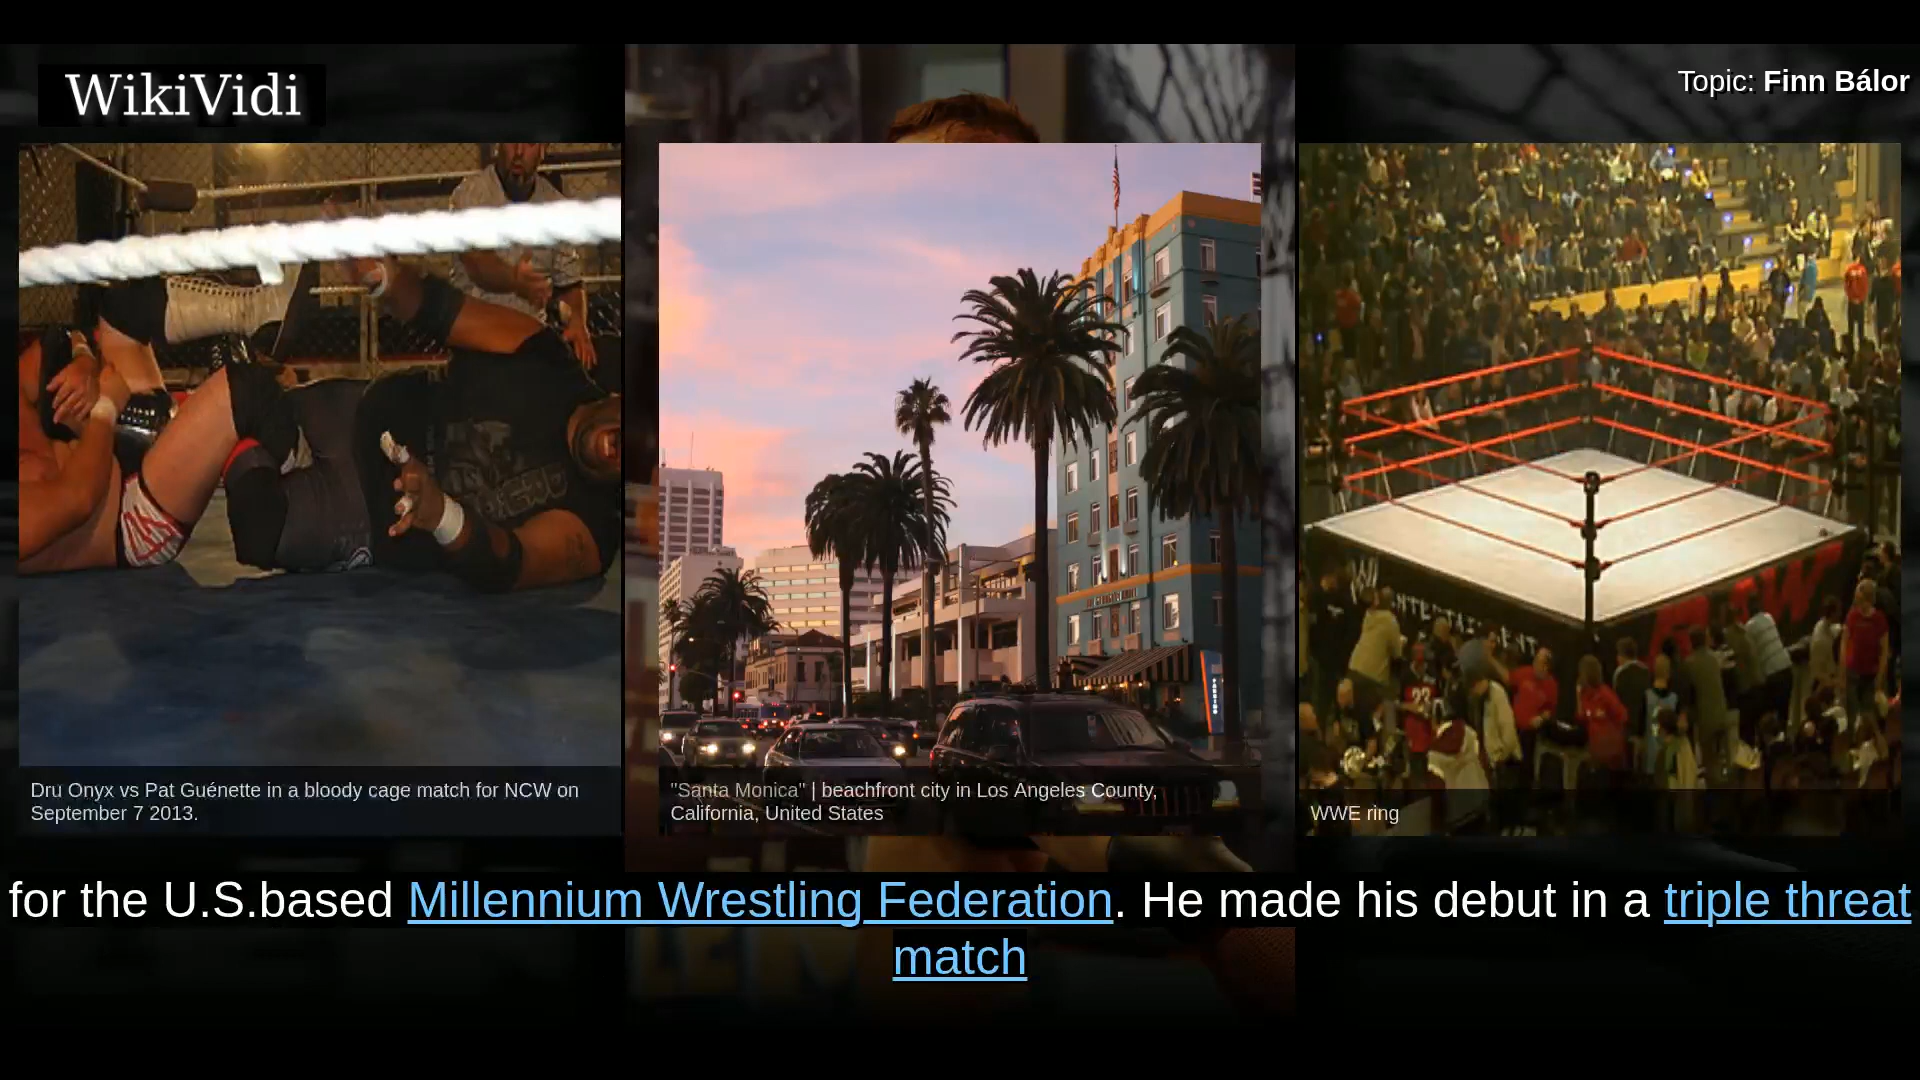 WikiVidi
Topic: Finn Bálor
Dru Onyx vs Pat Guénette in a bloody cage match for NCW on
September 7 2013.
"Santa Monica" | beachfront city in Los Angeles County,
California, United States
WWE ring
for the U.S.based Millennium Wrestling Federation. He made his debut in a triple threat
match